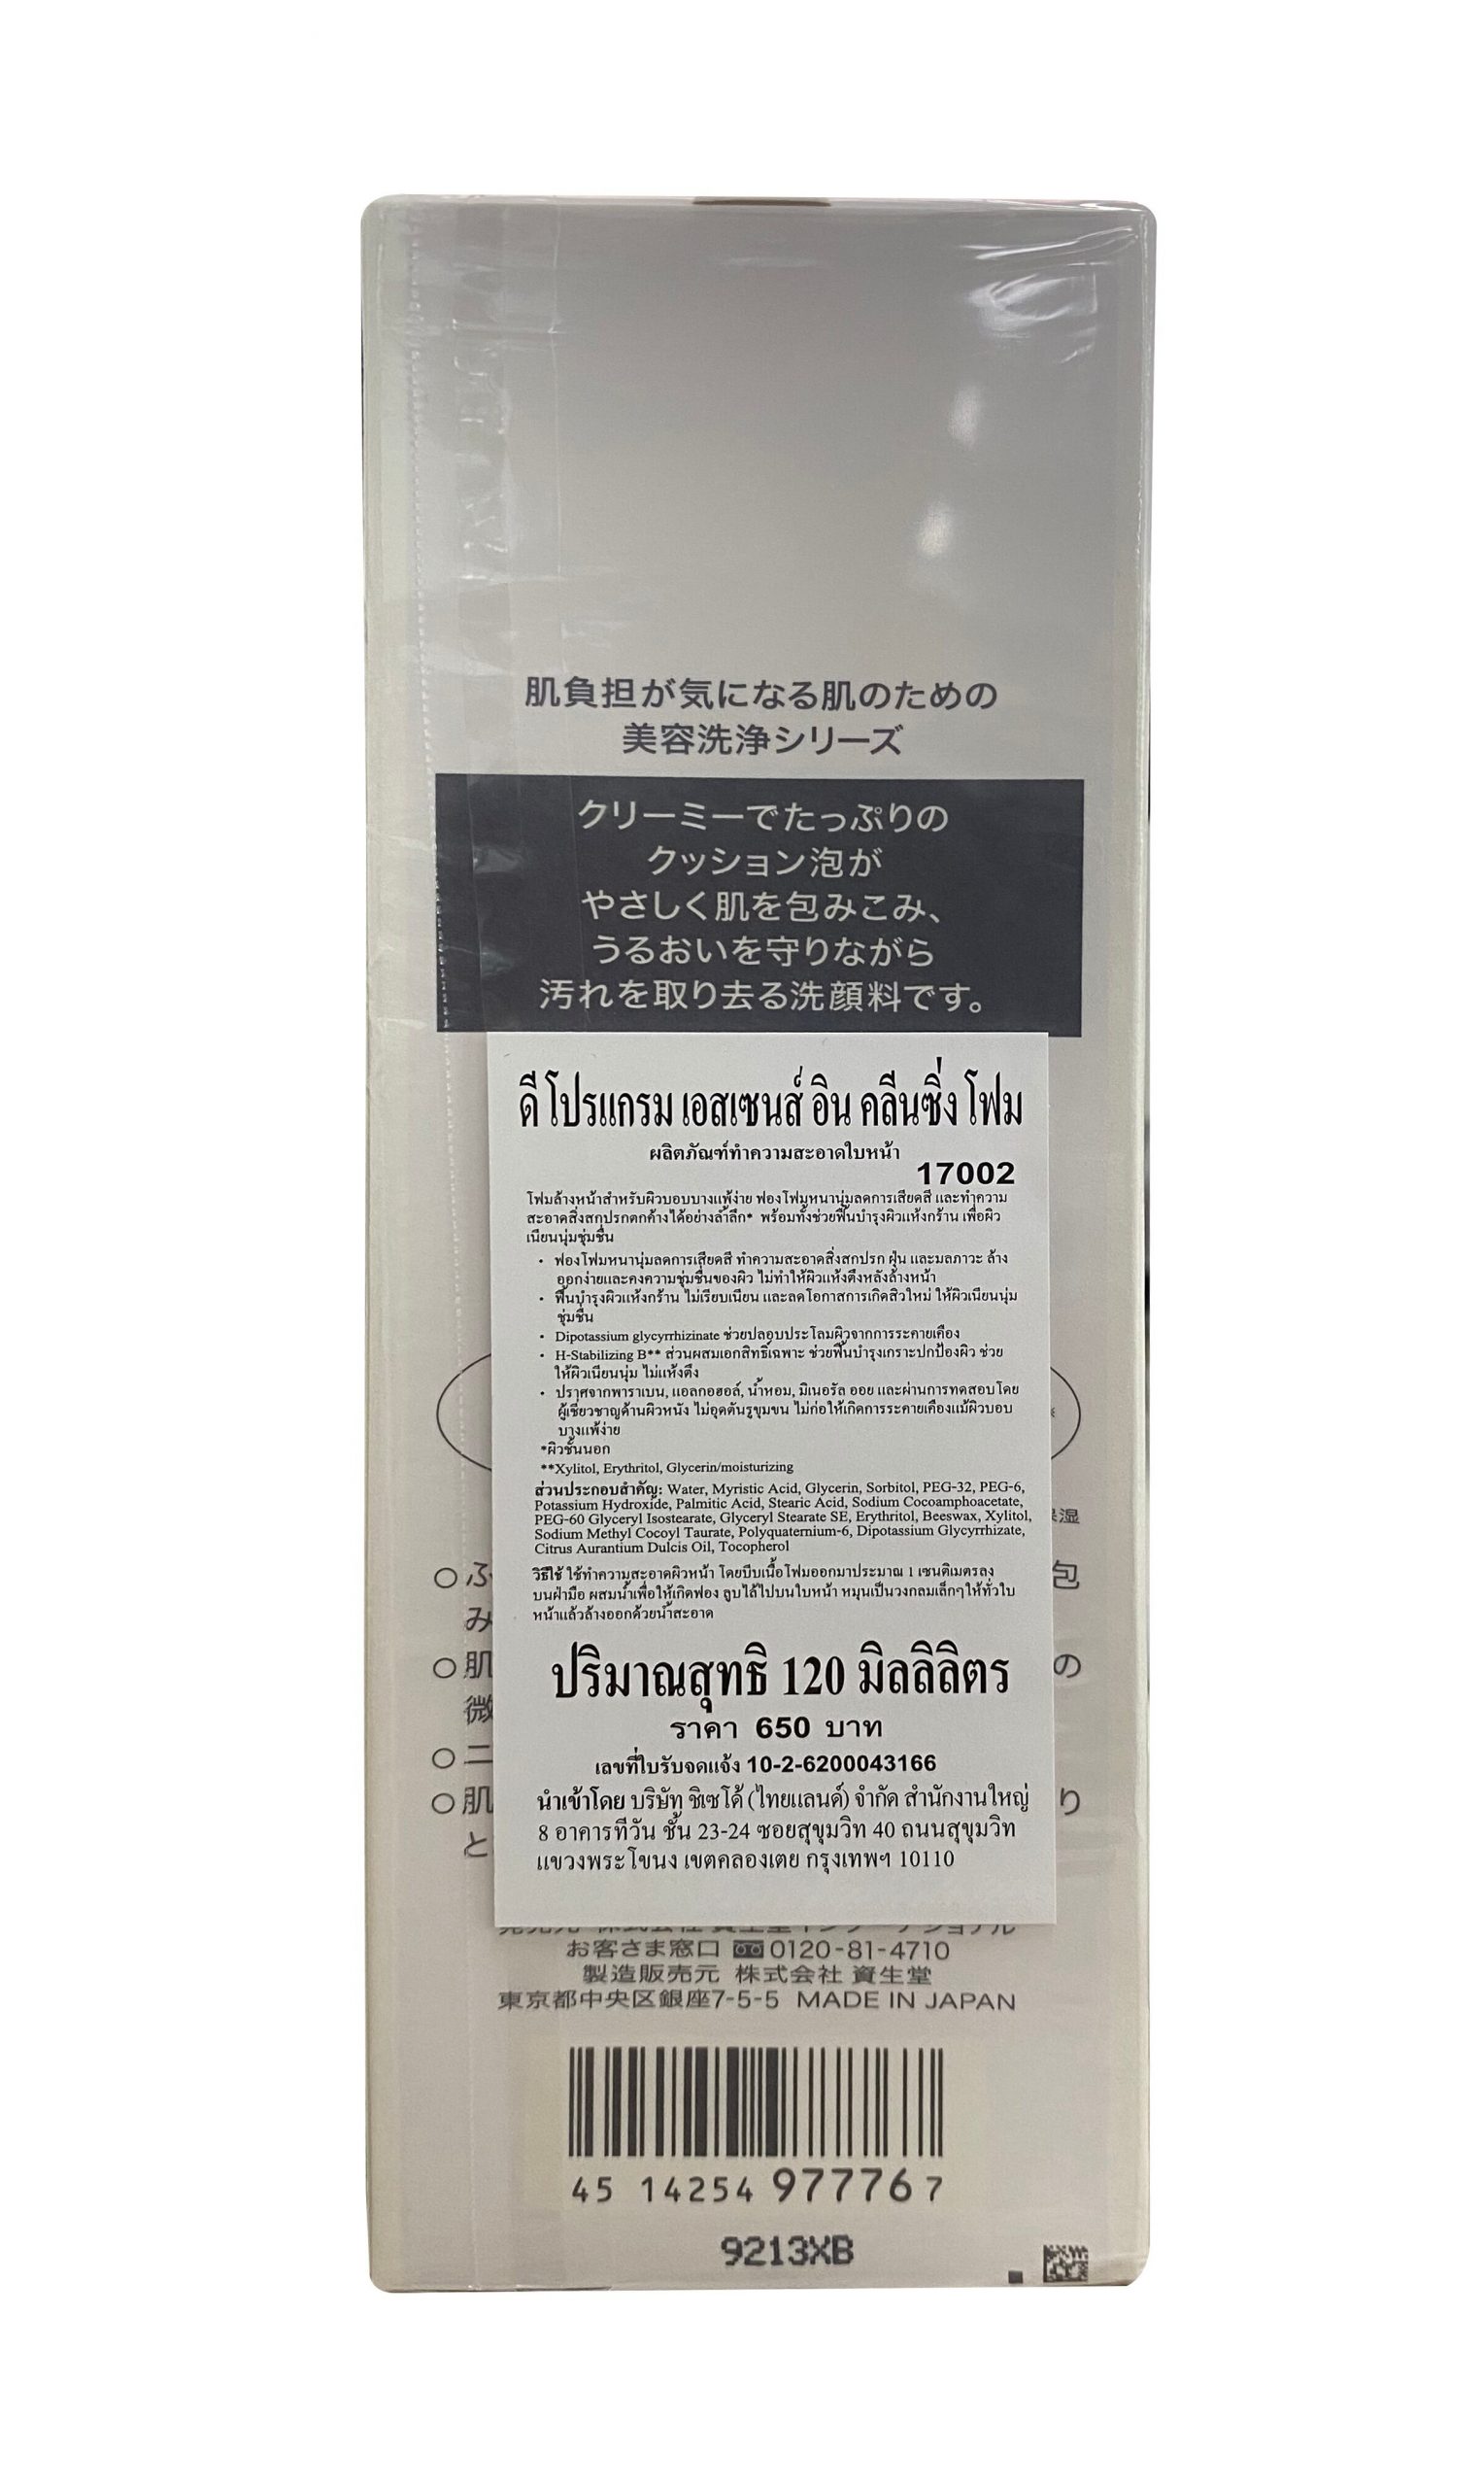 肌負担が気になる肌のための
美容洗浄シリーズ
クリーミーでたっぷりの
クッション泡が
やさしく肌を包みこみ、
うるおいを守りながら
汚れを取り去る洗顔料です。
ดี โปรแกรม เอสเซนส์ อิน คลีนซิ่ง โฟม
ผลิตภัณฑ์ทำความสะอาดใบหน้า
17002
โฟมล้างหน้าสำหรับผิวบอบบางแพ้ง่าย ฟองโฟมหนานุ่มลดการเสียดสี และทำความ
สะอาดสิ่งสกปรกตกค้างได้อย่างล้ำลึก* พร้อมทั้งช่วยฟื้นบำรุงผิวแห้งกร้าน เพื่อผิว
เนียนนุ่มชุ่มชื่น
• ฟองโฟมหนานุ่มลดการเสียดสี ทำความสะอาดสิ่งสกปรก ฝุ่น และมลภาวะ ล้าง
ออกง่ายและคงความชุ่มชื่นของผิว ไม่ทำให้ผิวแห้งตึงหลังล้างหน้า
• ฟื้นบำรุงผิวแห้งกร้าน ไม่เรียบเนียน และลดโอกาสการเกิดสิวใหม่ ให้ผิวเนียนนุ่ม
ชุ่มชื่น
• Dipotassium glycyrrhizinate ช่วยปลอบประโลมผิวจากการระคายเคือง
• H-Stabilizing B** ส่วนผสมเอกสิทธิ์เฉพาะ ช่วยฟื้นบำรุงเกราะปกป้องผิว ช่วย
ให้ผิวเนียนนุ่ม ไม่แห้งตึง
• ปราศจากพาราเบน, แอลกอฮอล์, น้ำหอม, มิเนอรัล ออย และผ่านการทดสอบโดย
ผู้เชี่ยวชาญด้านผิวหนัง ไม่อุดตันรูขุมขน ไม่ก่อให้เกิดการระคายเคืองแม้ผิวบอบ
บางแพ้ง่าย
*ผิวชั้นนอก
**Xylitol, Erythritol, Glycerin/moisturizing
ส่วนประกอบสำคัญ: Water, Myristic Acid, Glycerin, Sorbitol, PEG-32, PEG-6,
Potassium Hydroxide, Palmitic Acid, Stearic Acid, Sodium Cocoamphoacetate,
PEG-60 Glyceryl Isostearate, Glyceryl Stearate SE, Erythritol, Beeswax, Xylitol,
Sodium Methyl Cocoyl Taurate, Polyquaternium-6, Dipotassium Glycyrrhizate,
Citrus Aurantium Dulcis Oil, Tocopherol
วิธีใช้ ใช้ทำความสะอาดผิวหน้า โดยบีบเนื้อโฟมออกมาประมาณ 1 เซนติเมตรลง
บนฝ่ามือ ผสมน้ำเพื่อให้เกิดฟอง ลูบไล้ไปบนใบหน้า หมุนเป็นวงกลมเล็กๆให้ทั่วใบ
หน้าแล้วล้างออกด้วยน้ำสะอาด
ปริมาณสุทธิ 120 มิลลิลิตร
ราคา 650 บาท
เลขที่ใบรับจดแจ้ง 10-2-6200043166
นำเข้าโดย บริษัท ชิเซโด้ (ไทยแลนด์) จำกัด สำนักงานใหญ่
8 อาคารทีวัน ชั้น 23-24 ซอยสุขุมวิท 40 ถนนสุขุมวิท
แขวงพระโขนง เขตคลองเตย กรุงเทพฯ 10110
湿
○ふ 包
み
○肌 の
微
○ニ
○肌 り
と
お客さま窓口 0120-81-4710
製造販売元 株式会社 資生堂
東京都中央区銀座7-5-5 MADE IN JAPAN
45 14254 97776 7
9213XB